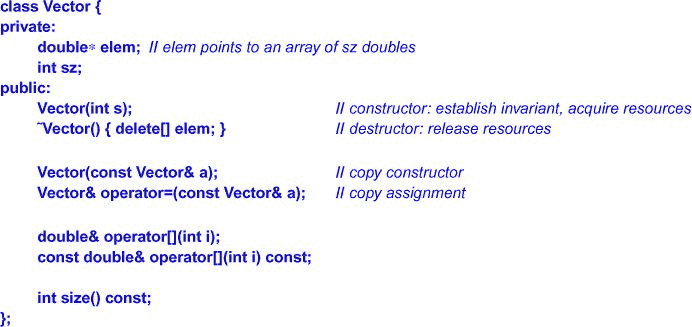 class Vector {
private:
double* elem; // elem points to an array of sz doubles
int sz;
public:
Vector(int s); // constructor: establish invariant, acquire resources
~Vector() { delete[] elem; } // destructor: release resources
Vector(const Vector& a); // copy constructor
Vector& operator=(const Vector& a); // copy assignment
double& operator[](int i);
const double& operator[](int i) const;
int size() const;
};